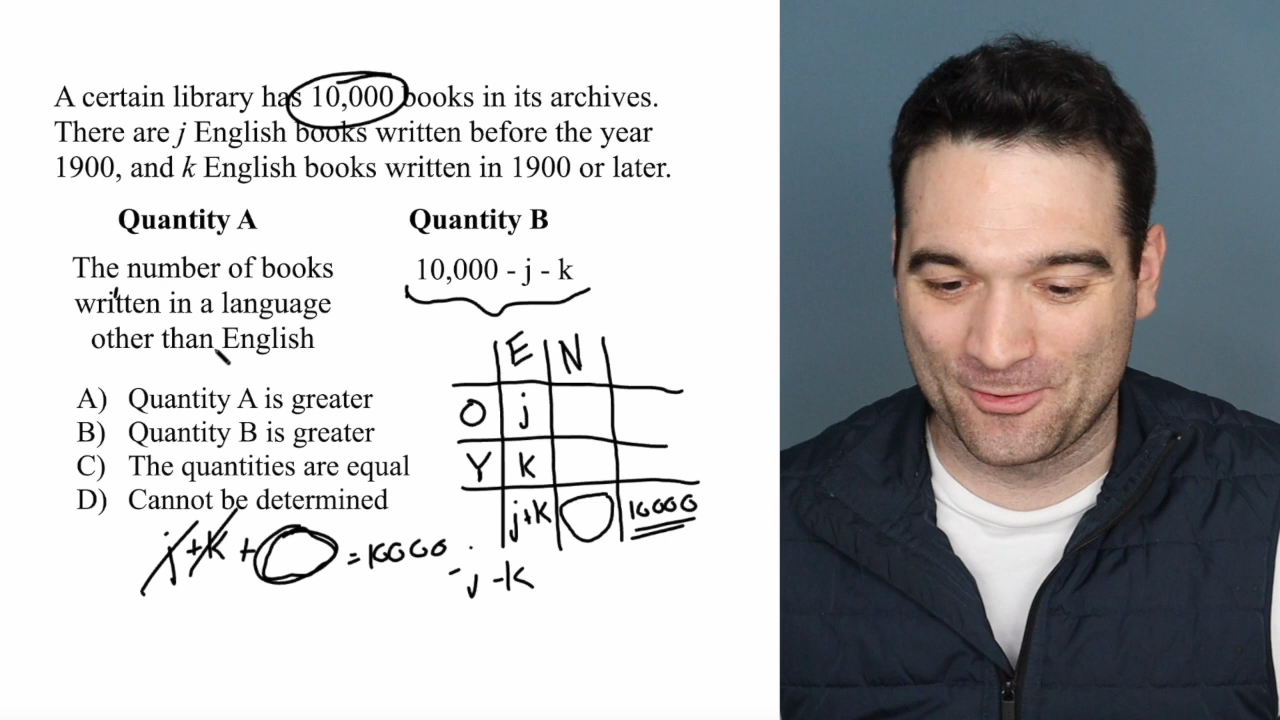 A certain library has 10,000 books in its archives.
There are j English books written before the year
1900, and k English books written in 1900 or later.
Quantity A Quantity B
The number of books
written in a language
other than English
10,000 - j - k
A) Quantity A is greater
B) Quantity B is greater
C) The quantities are equal
D) Cannot be determined
E N
O j
Y k
j+k 10000
j+k + = 10000
-j -k